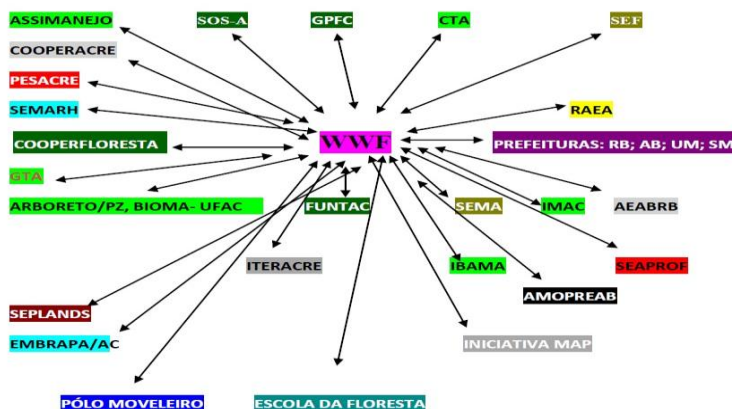 ASSIMANEJO
SOS-A
GPFC
CTA
SEF
COOPERACRE
PESACRE
SEMARH
RAEA
COOPERFLORESTA
WWF
PREFEITURAS: RB; AB; UM; SM
GTA
ARBORETO/PZ, BIOMA- UFAC
FUNTAC
SEMA
IMAC
AEABRB
ITERACRE
IBAMA
SEAPROF
AMOPREAB
SEPLANDS
EMBRAPA/AC
INICIATIVA MAP
PÓLO MOVELEIRO
ESCOLA DA FLORESTA